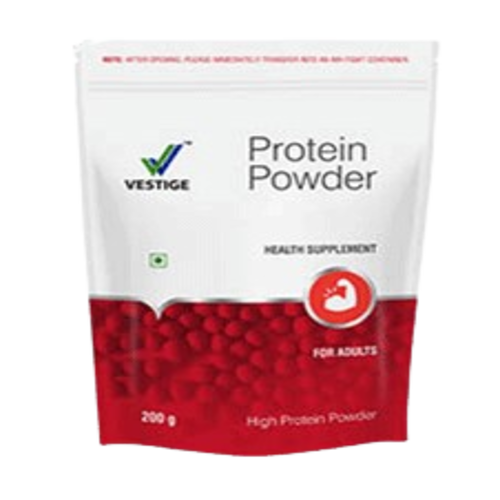 NOTE: AFTER OPENING, PLEASE IMMEDIATELY TRANSFER INTO AN AIR TIGHT CONTAINER.
VESTIGE
Protein
Powder
HEALTH SUPPLEMENT
FOR ADULTS
200 g
High Protein Powder